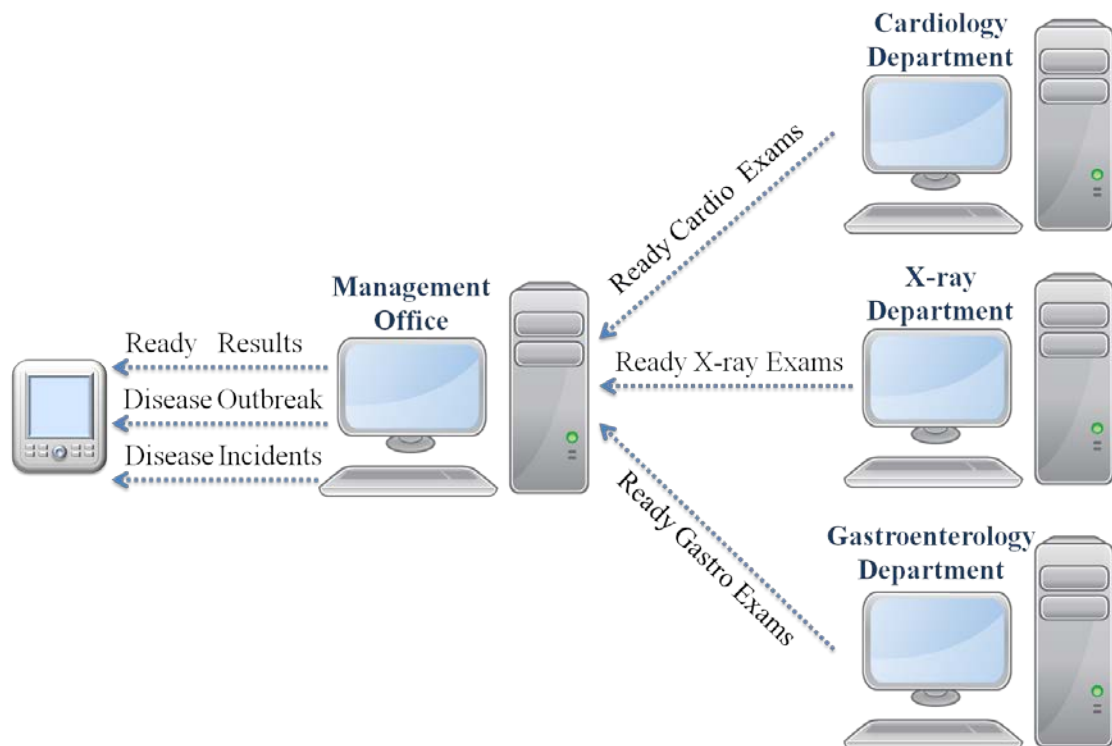 Cardiology
Department
Ready Cardio Exams
X-ray
Department
Management
Office
Ready Results
Ready X-ray Exams
Disease Outbreak
Disease Incidents
Ready Gastro Exams
Gastroenterology
Department